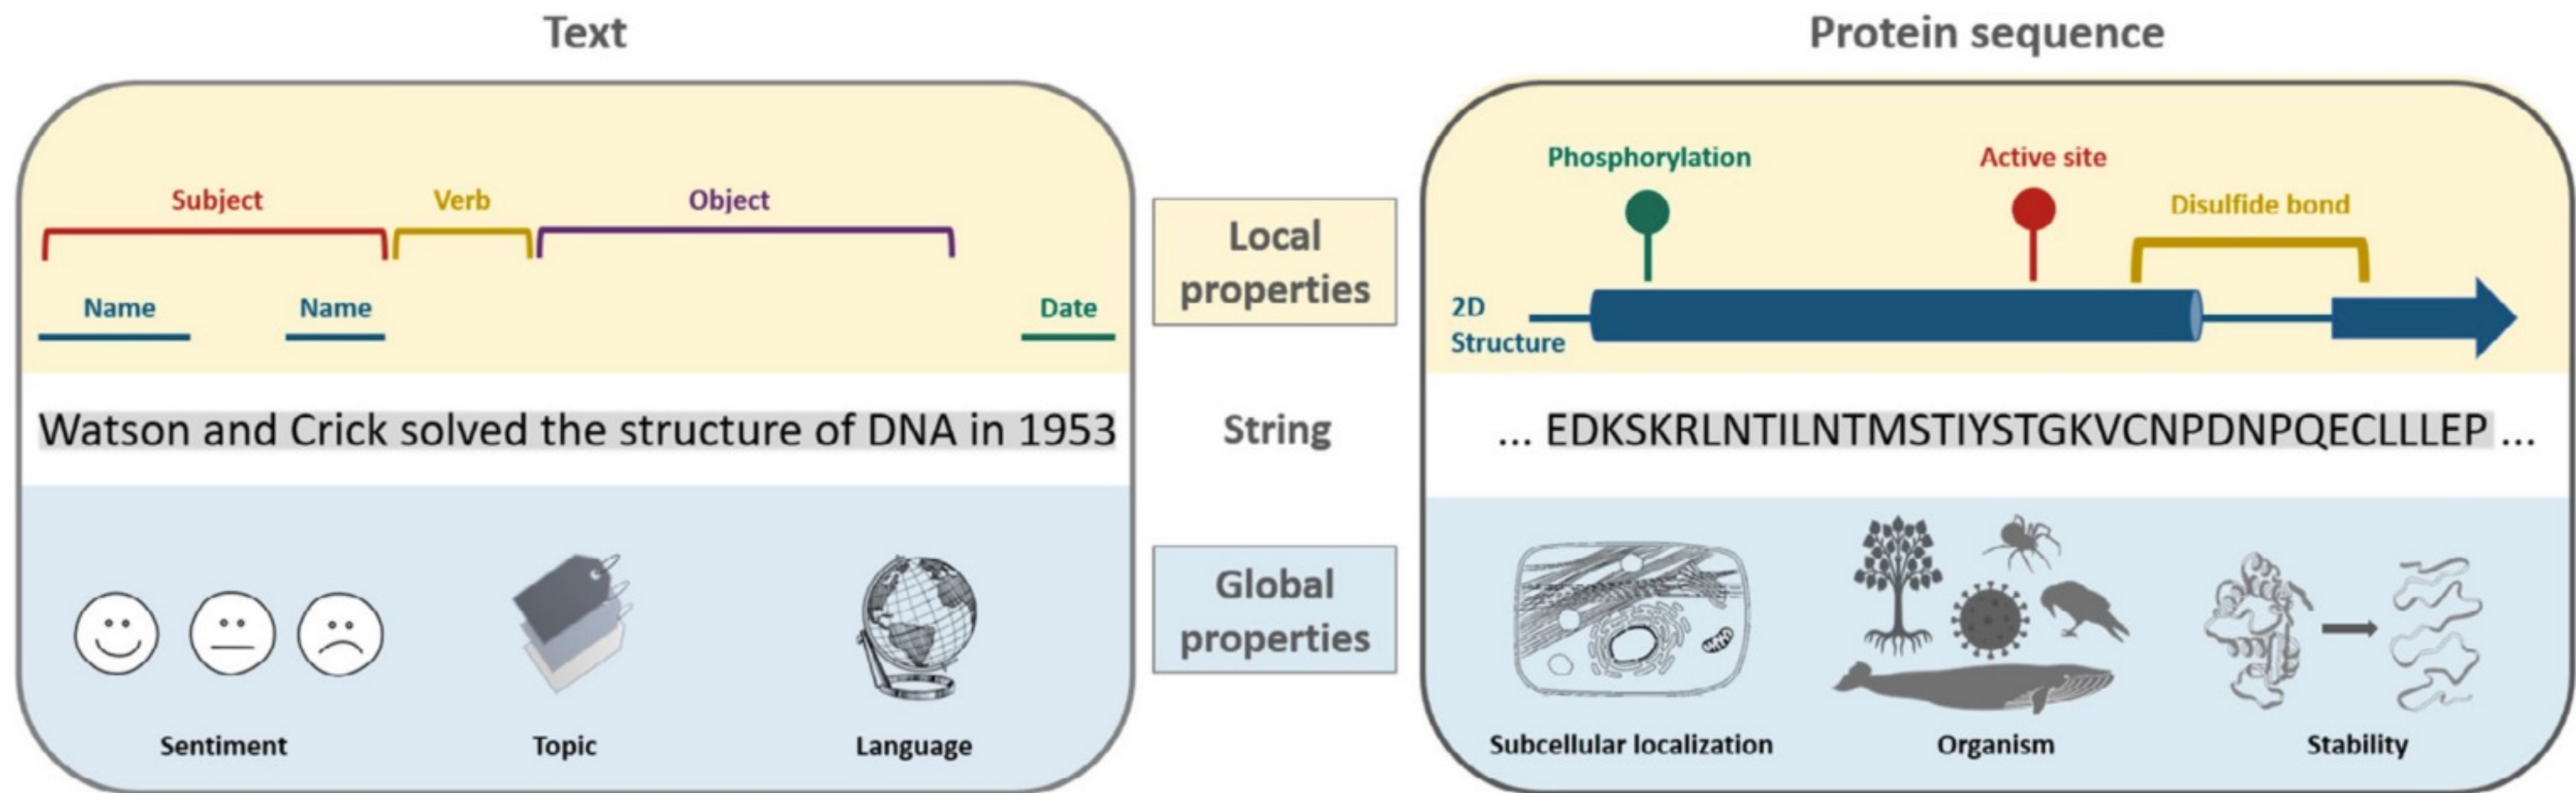 Text
Protein sequence
Subject Verb Object
Name Name Date
Watson and Crick solved the structure of DNA in 1953
Sentiment Topic Language
Local
properties
String
Global
properties
Phosphorylation Active site
Disulfide bond
2D
Structure
... EDKSKRLNTILNTMSTIYSTGKVCNPDNPQECLLLEP ...
Subcellular localization Organism Stability